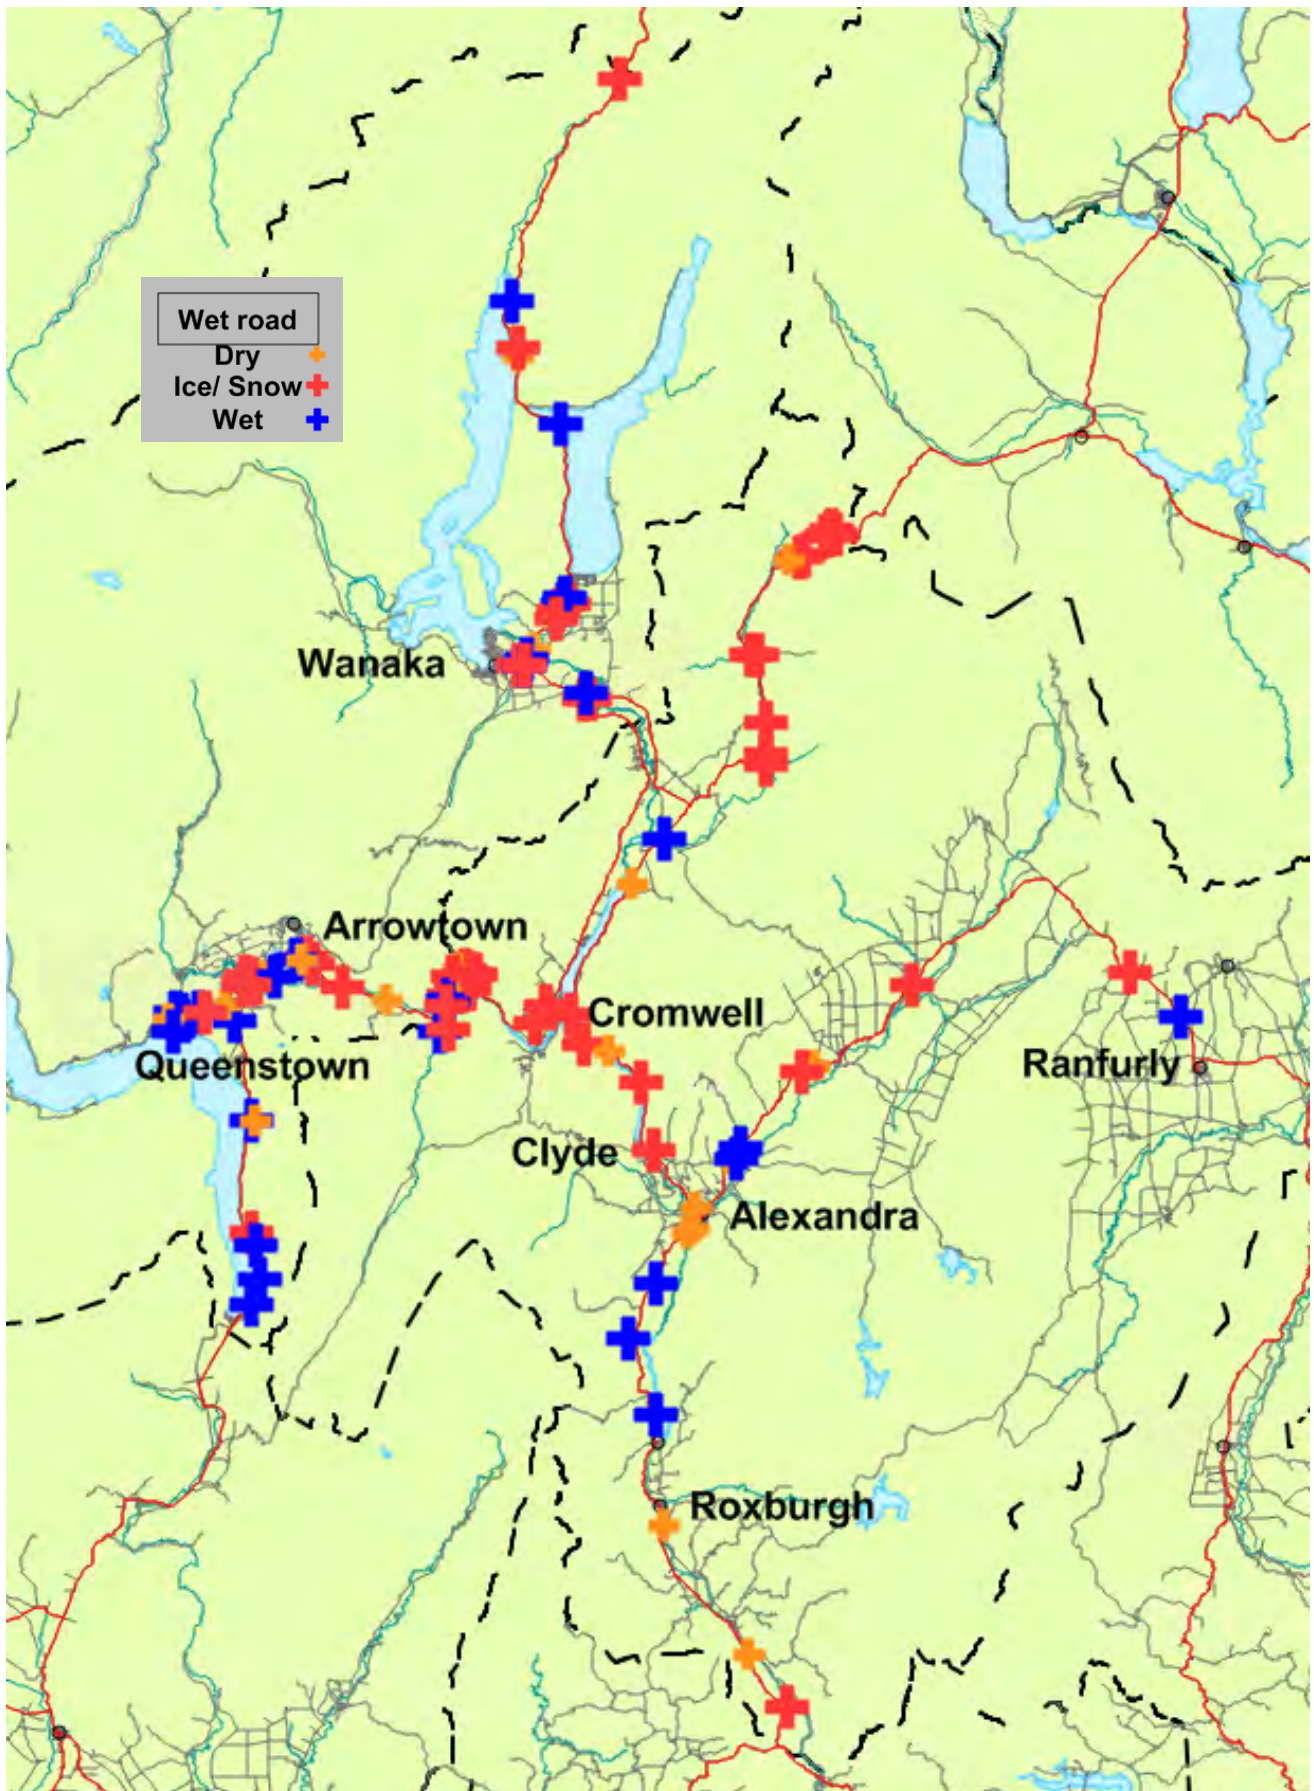 Wet road
Dry
Ice/ Snow
Wet
Wanaka
Arrowtown
Cromwell
Queenstown
Ranfurly
Clyde
Alexandra
Roxburgh